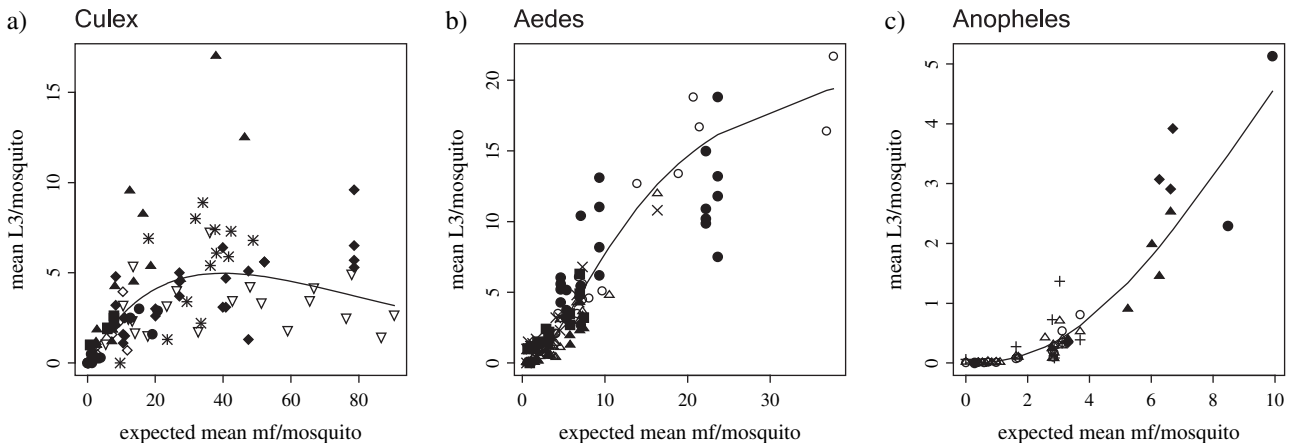 a) Culex
mean L3/mosquito
15
10
5
0
0 20 40 60 80
expected mean mf/mosquito
b) Aedes
mean L3/mosquito
20
15
10
5
0
0 10 20 30
expected mean mf/mosquito
c) Anopheles
mean L3/mosquito
5
4
3
2
1
0
0 2 4 6 8 10
expected mean mf/mosquito